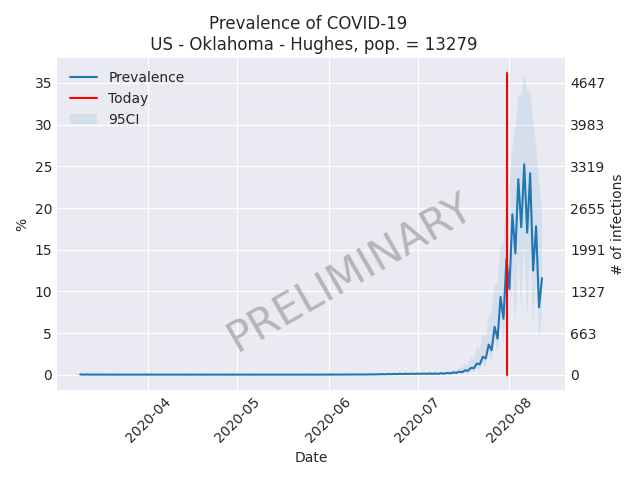 Prevalence of COVID-19
US - Oklahoma - Hughes, pop. = 13279
Prevalence
Today
95CI
PRELIMINARY
%
35
30
25
20
15
10
5
0
4647
3983
3319
2655
1991
1327
663
0
# of infections
2020-04
2020-05
2020-06
2020-07
2020-08
Date